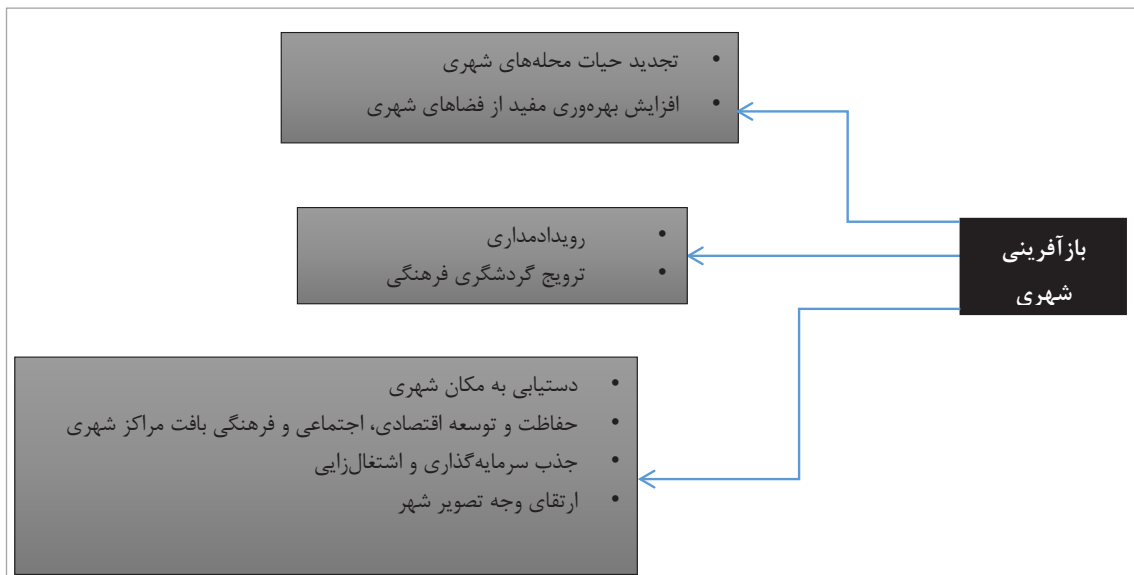 • تجدید حیات محله‌های شهری
• افزایش بهره‌وری مفید از فضاهای شهری
بازآفرینی
شهری
• رویدادمداری
• ترویج گردشگری فرهنگی
• دستیابی به مکان شهری
• حفاظت و توسعه اقتصادی، اجتماعی و فرهنگی بافت مراکز شهری
• جذب سرمایه‌گذاری و اشتغال‌زایی
• ارتقای وجه تصویر شهر